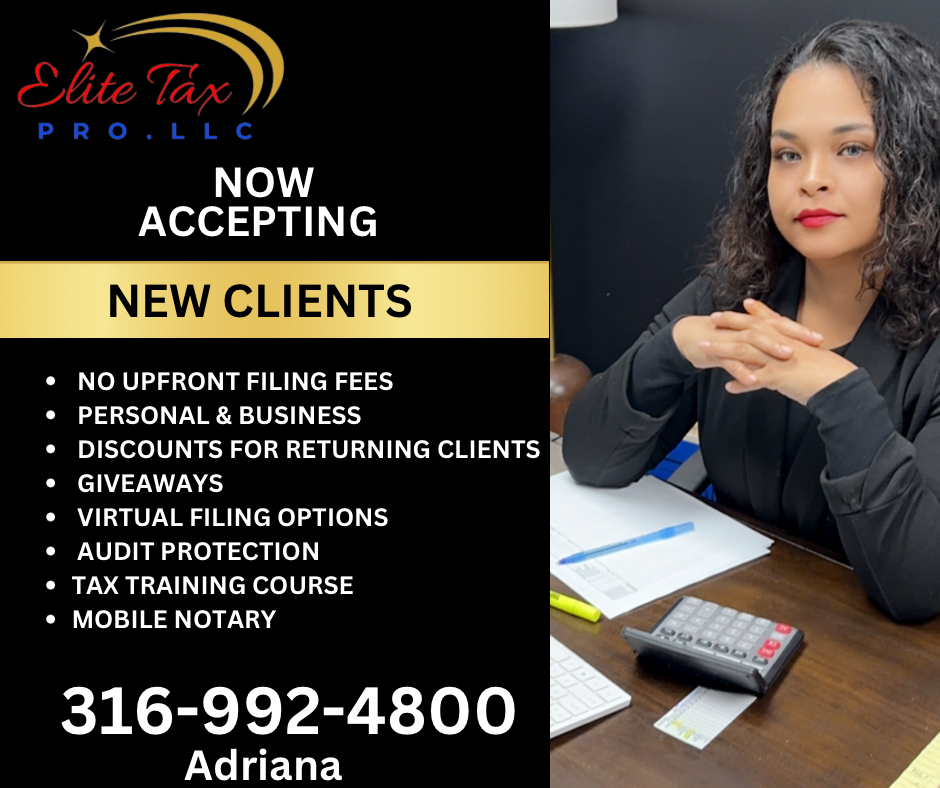 Elite Tax
PRO.LLC
NOW
ACCEPTING
NEW CLIENTS
• NO UPFRONT FILING FEES
• PERSONAL & BUSINESS
• DISCOUNTS FOR RETURNING CLIENTS
• GIVEAWAYS
• VIRTUAL FILING OPTIONS
• AUDIT PROTECTION
• TAX TRAINING COURSE
• MOBILE NOTARY
316-992-4800
Adriana